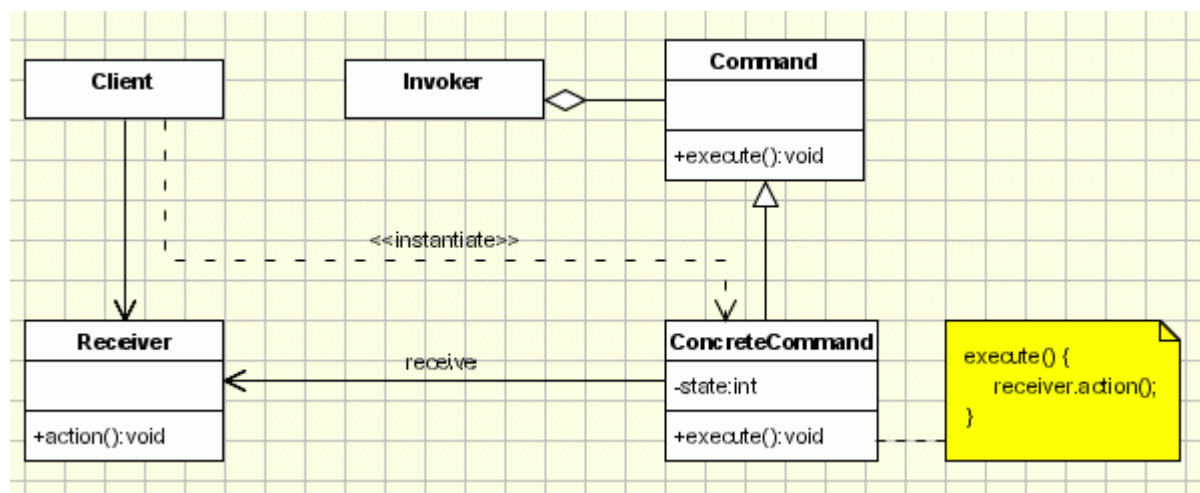 Client
Invoker
Command
+execute():void
<<instantiate>>
Receiver
+action():void
receive
ConcreteCommand
-state:int
+execute():void
execute() {
receiver.action();
}